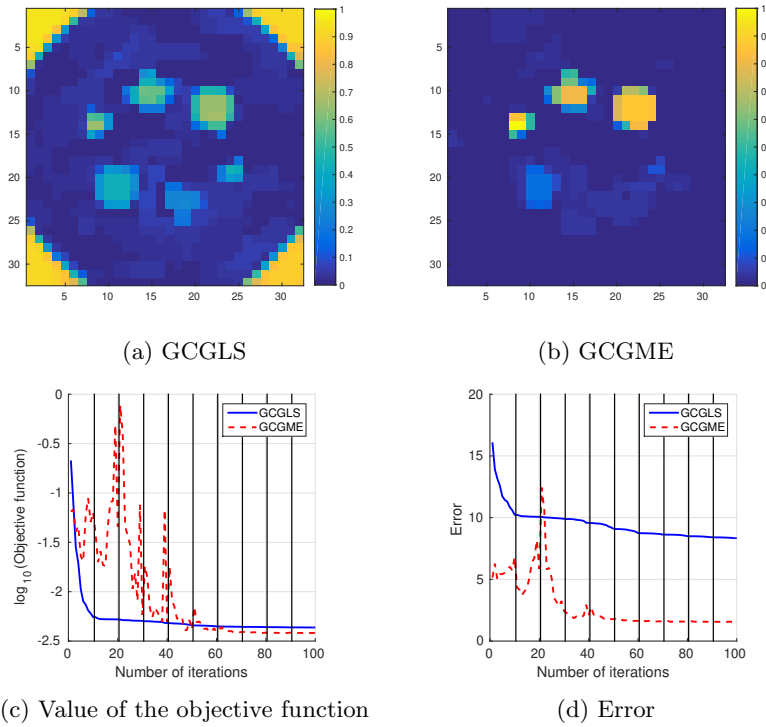 5
10
15
20
25
30
5 10 15 20 25 30
1
0.9
0.8
0.7
0.6
0.5
0.4
0.3
0.2
0.1
0
(a) GCGLS
5
10
15
20
25
30
5 10 15 20 25 30
1
0
(b) GCGME
log10(Objective function)
0
-0.5
-1
-1.5
-2
-2.5
0 20 40 60 80 100
Number of iterations
GCGLS
GCGME
(c) Value of the objective function
Error
20
15
10
5
0
0 20 40 60 80 100
Number of iterations
GCGLS
GCGME
(d) Error